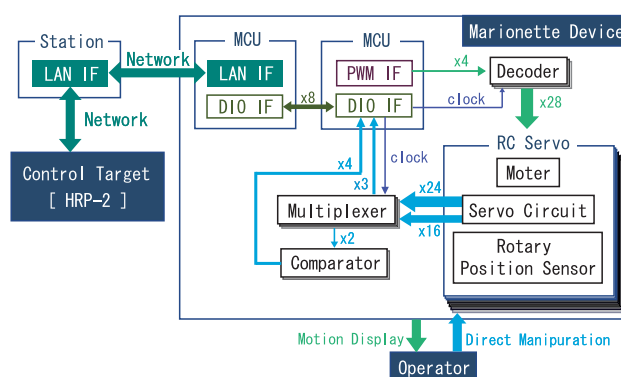 Marionette Device
Station
MCU
MCU
LAN IF
Network
LAN IF
PWM IF
x4
Decoder
DIO IF
x8
DIO IF
clock
x28
Network
x4
clock
RC Servo
x3
Moter
Control Target
[ HRP-2 ]
x24
Multiplexer
Servo Circuit
x16
x2
Comparator
Rotary
Position Sensor
Motion Display
Direct Manipuration
Operator